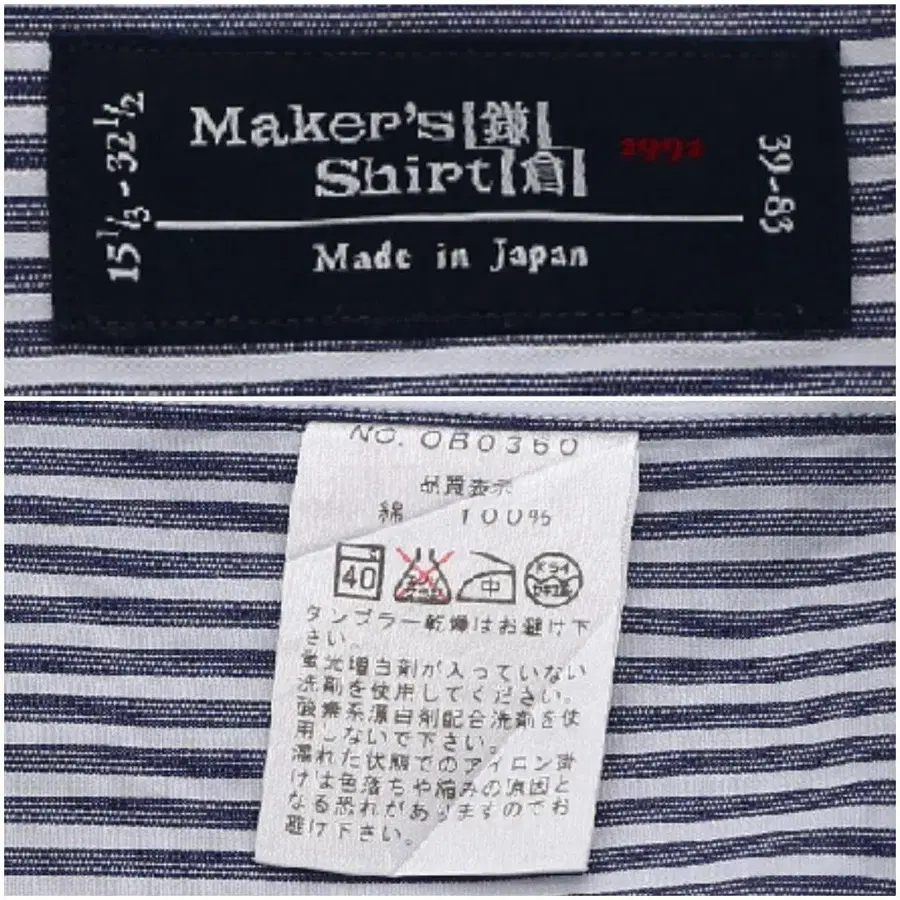 Maker's 鎌
Shirt 倉
Made in Japan
15 1/3 - 32 1/2
39-83
NO. OB0360
品質表示
綿 100%
40
中
タンブラー乾燥はお避け下
さい。
蛍光増白剤が入っていない
洗剤を使用してください。
酸素系漂白剤配合洗剤を使
用しないで下さい。
濡れた状態でのアイロン掛
けは色落ちや縮みの原因と
なる恐れがありますのでお
避け下さい。